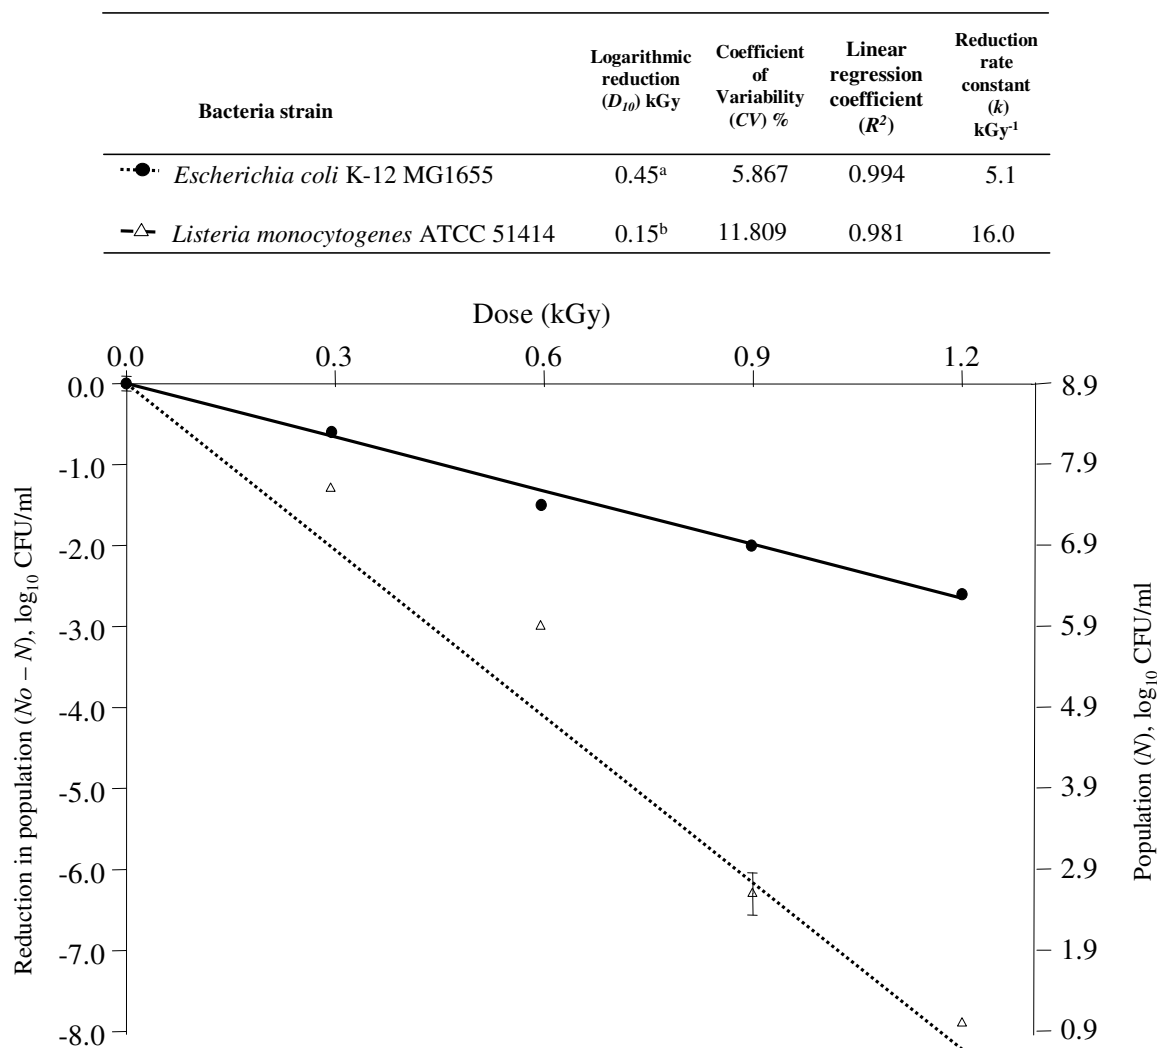 Bacteria strain
Logarithmic
reduction
(D₁₀) kGy
Coefficient
of
Variability
(CV) %
Linear
regression
coefficient
(R²)
Reduction
rate
constant
(k)
kGy⁻¹
Escherichia coli K-12 MG1655 0.45ᵃ 5.867 0.994 5.1
Listeria monocytogenes ATCC 51414 0.15ᵇ 11.809 0.981 16.0
Dose (kGy)
0.0 0.3 0.6 0.9 1.2
0.0
-1.0
-2.0
-3.0
-4.0
-5.0
-6.0
-7.0
-8.0
Reduction in population (No – N), log₁₀ CFU/ml
8.9
7.9
6.9
5.9
4.9
3.9
2.9
1.9
0.9
Population (N), log₁₀ CFU/ml